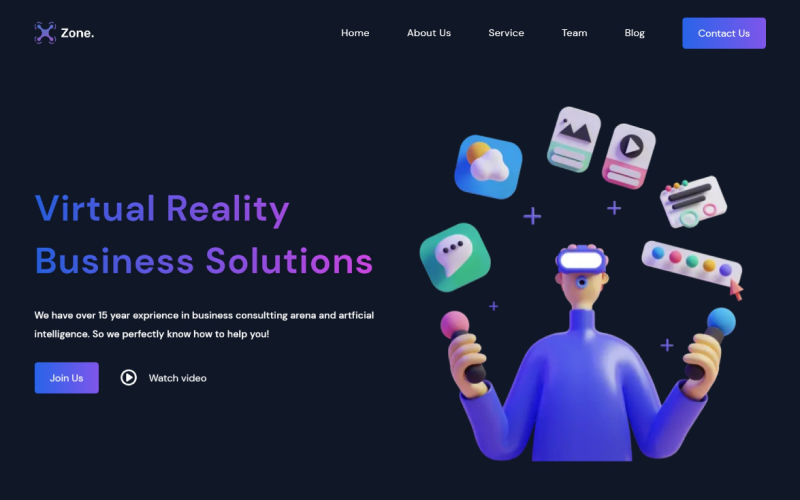 Zone.
Home About Us Service Team Blog Contact Us
Virtual Reality
Business Solutions
We have over 15 year exprience in business consultting arena and artficial
intelligence. So we perfectly know how to help you!
Join Us Watch video